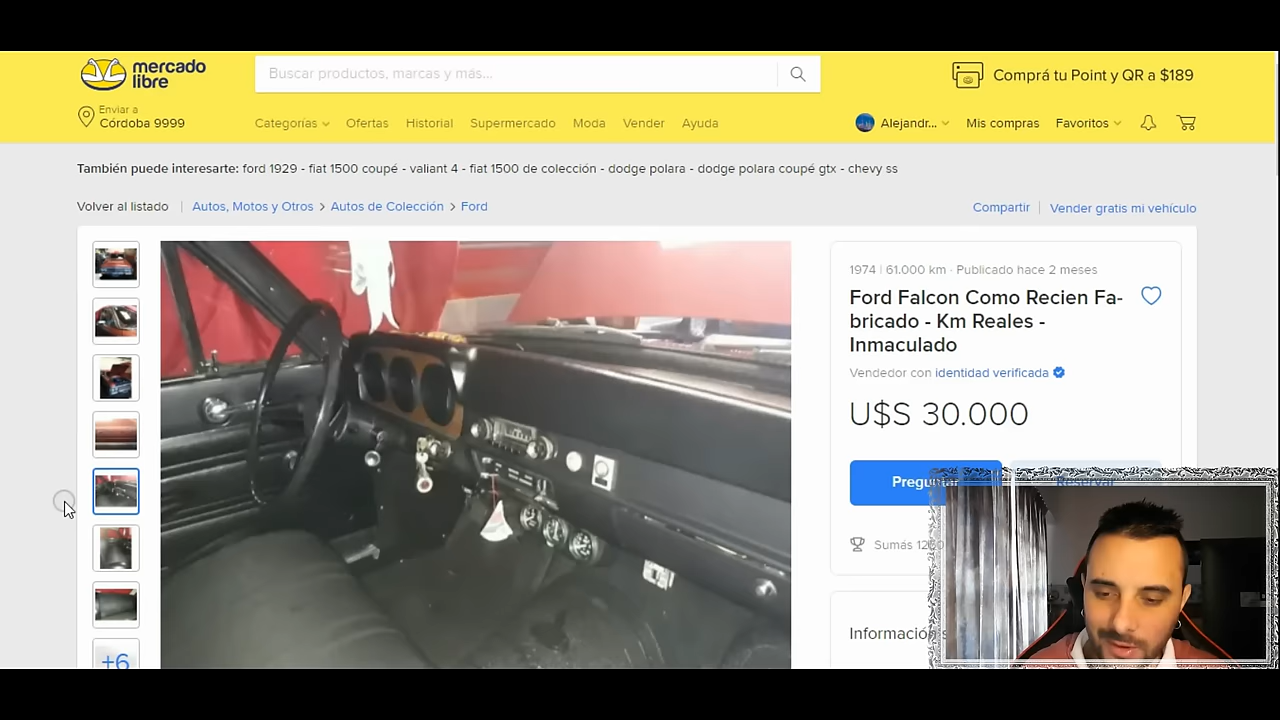 mercado
libre
Buscar productos, marcas y más...
Comprá tu Point y QR a $189
Enviar a
Córdoba 9999
Categorías
Ofertas
Historial
Supermercado
Moda
Vender
Ayuda
Alejandr...
Mis compras
Favoritos
También puede interesarte: ford 1929 - fiat 1500 coupé - valiant 4 - fiat 1500 de colección - dodge polara - dodge polara coupé gtx - chevy ss
Volver al listado | Autos, Motos y Otros > Autos de Colección > Ford
Compartir | Vender gratis mi vehículo
1974 | 61.000 km · Publicado hace 2 meses
Ford Falcon Como Recien Fa-
bricado - Km Reales -
Inmaculado
Vendedor con identidad verificada
U$S 30.000
Reservar
Sumás
Información
+6